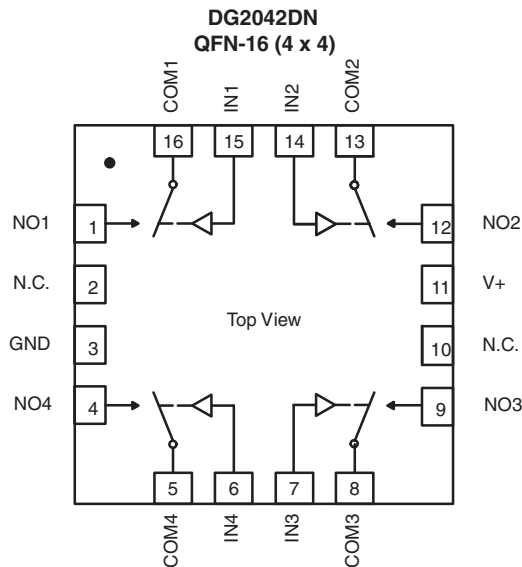 DG2042DN
QFN-16 (4 x 4)
COM1 IN1 IN2 COM2
16 15 14 13
NO1 1 12 NO2
N.C. 2 11 V+
Top View
GND 3 10 N.C.
NO4 4 9 NO3
5 6 7 8
COM4 IN4 IN3 COM3